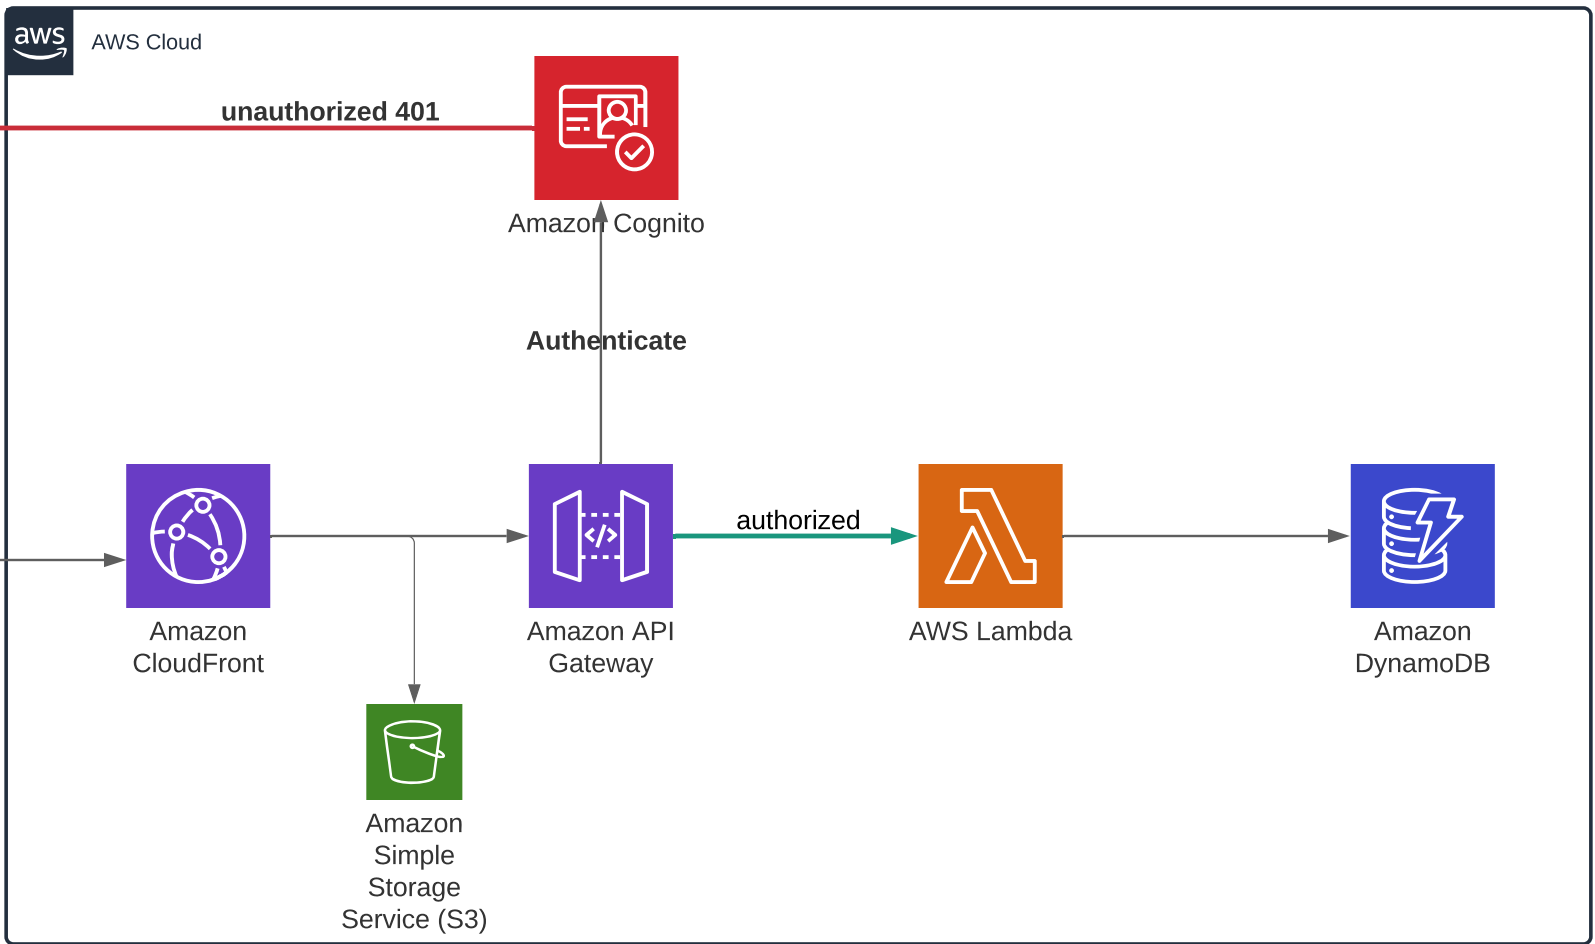 aws
AWS Cloud
unauthorized 401
Amazon Cognito
Authenticate
authorized
Amazon
CloudFront
Amazon API
Gateway
AWS Lambda
Amazon
DynamoDB
Amazon
Simple
Storage
Service (S3)